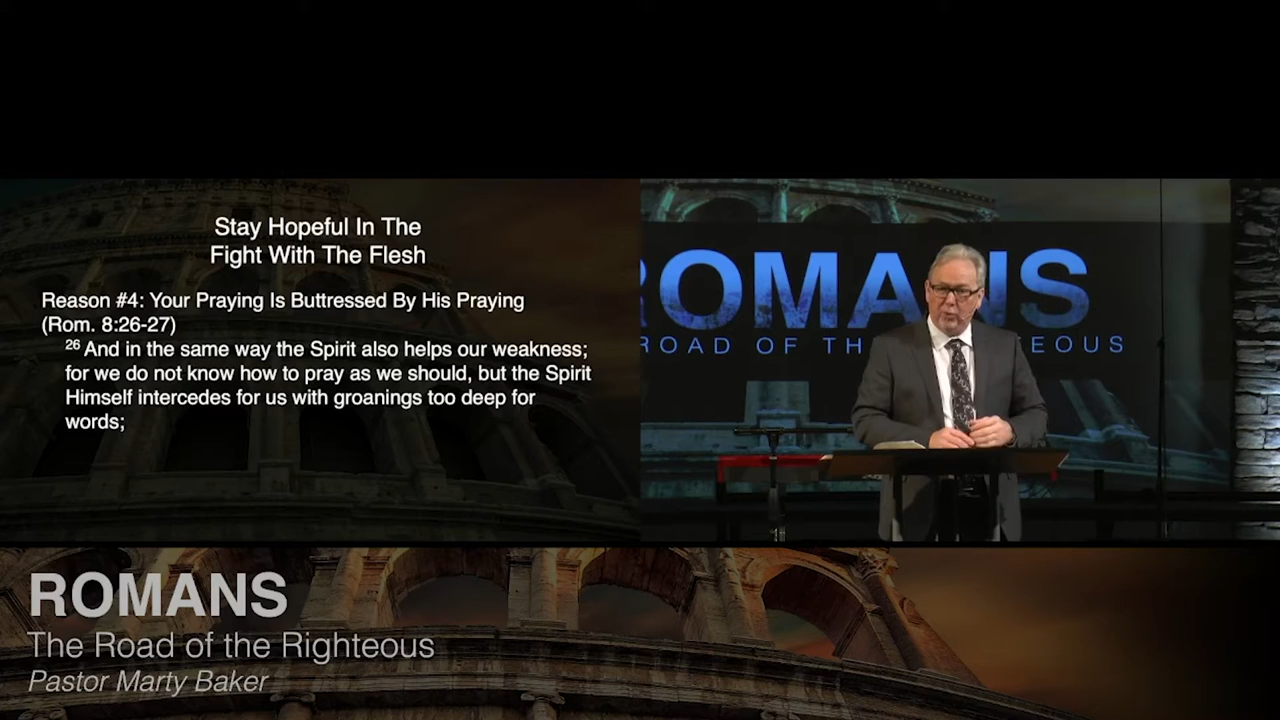 Stay Hopeful In The
Fight With The Flesh
Reason #4: Your Praying Is Buttressed By His Praying
(Rom. 8:26-27)
26 And in the same way the Spirit also helps our weakness;
for we do not know how to pray as we should, but the Spirit
Himself intercedes for us with groanings too deep for
words;
ROMANS
ROAD OF TH EOUS
ROMANS
The Road of the Righteous
Pastor Marty Baker